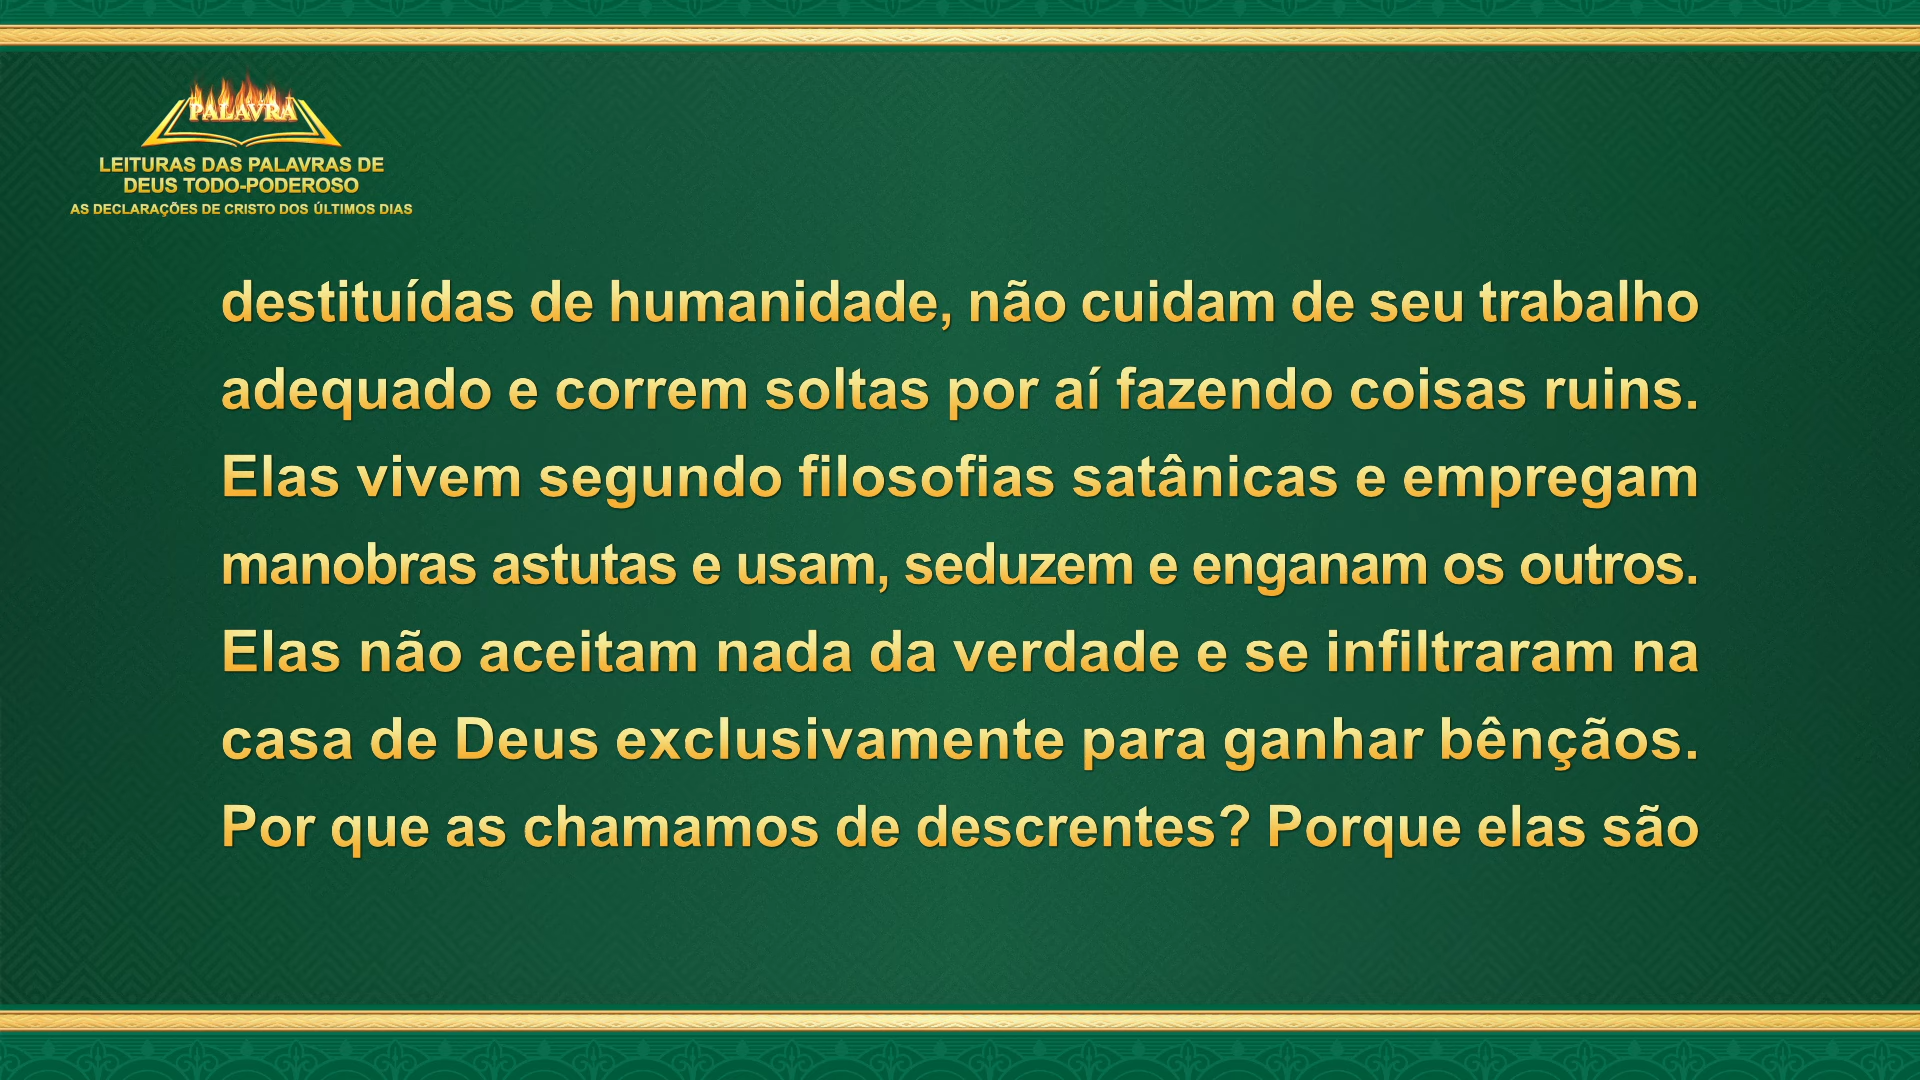 PALAVRA
LEITURAS DAS PALAVRAS DE
DEUS TODO-PODEROSO
AS DECLARAÇÕES DE CRISTO DOS ÚLTIMOS DIAS
destituídas de humanidade, não cuidam de seu trabalho
adequado e correm soltas por aí fazendo coisas ruins.
Elas vivem segundo filosofias satânicas e empregam
manobras astutas e usam, seduzem e enganam os outros.
Elas não aceitam nada da verdade e se infiltraram na
casa de Deus exclusivamente para ganhar bênçãos.
Por que as chamamos de descrentes? Porque elas são